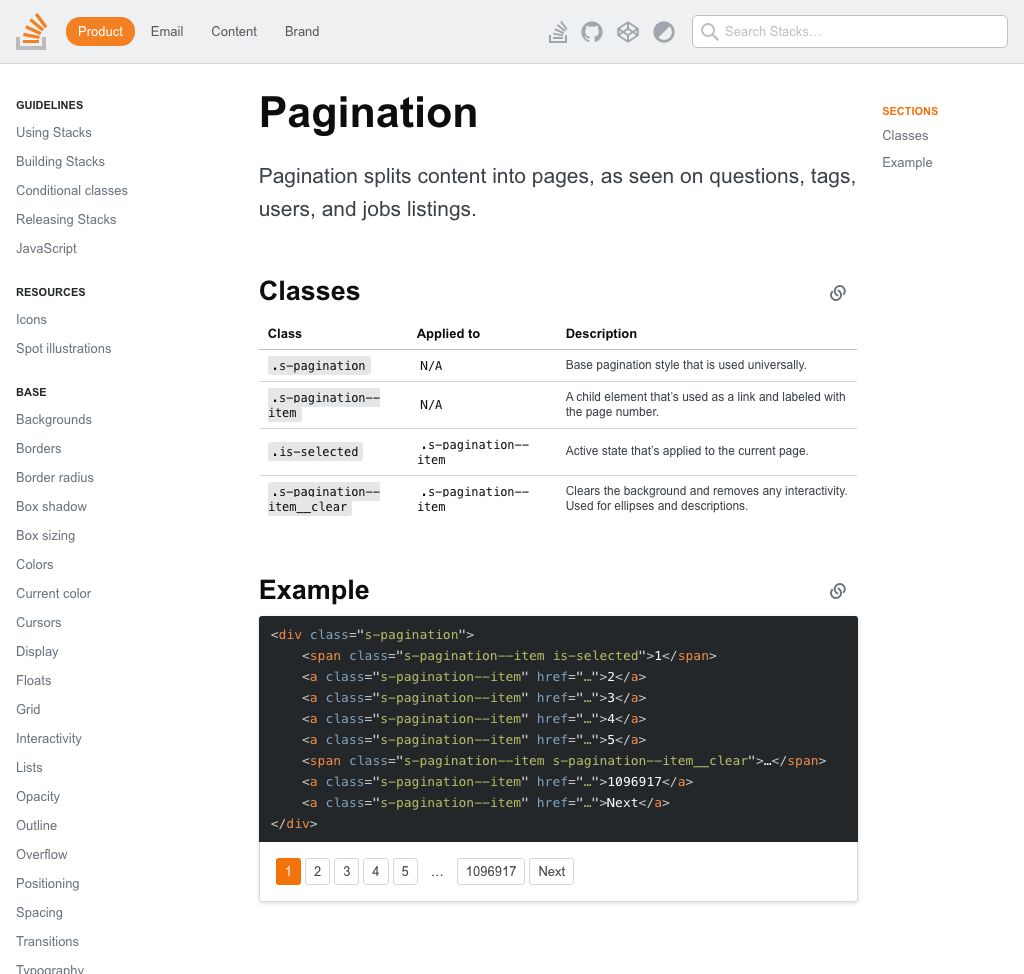 Product Email Content Brand
Search Stacks…
GUIDELINES
Using Stacks
Building Stacks
Conditional classes
Releasing Stacks
JavaScript
RESOURCES
Icons
Spot illustrations
BASE
Backgrounds
Borders
Border radius
Box shadow
Box sizing
Colors
Current color
Cursors
Display
Floats
Grid
Interactivity
Lists
Opacity
Outline
Overflow
Positioning
Spacing
Transitions
Typography
Pagination
Pagination splits content into pages, as seen on questions, tags,
users, and jobs listings.
Classes
Class Applied to Description
.s-pagination N/A Base pagination style that is used universally.
.s-pagination--
item
N/A
A child element that’s used as a link and labeled with
the page number.
.is-selected
.s-pagination--
item
Active state that’s applied to the current page.
.s-pagination--
item__clear
.s-pagination--
item
Clears the background and removes any interactivity.
Used for ellipses and descriptions.
Example
<div class="s-pagination">
    <span class="s-pagination--item is-selected">1</span>
    <a class="s-pagination--item" href="…">2</a>
    <a class="s-pagination--item" href="…">3</a>
    <a class="s-pagination--item" href="…">4</a>
    <a class="s-pagination--item" href="…">5</a>
    <span class="s-pagination--item s-pagination--item__clear">…</span>
    <a class="s-pagination--item" href="…">1096917</a>
    <a class="s-pagination--item" href="…">Next</a>
</div>
1 2 3 4 5 … 1096917 Next
SECTIONS
Classes
Example